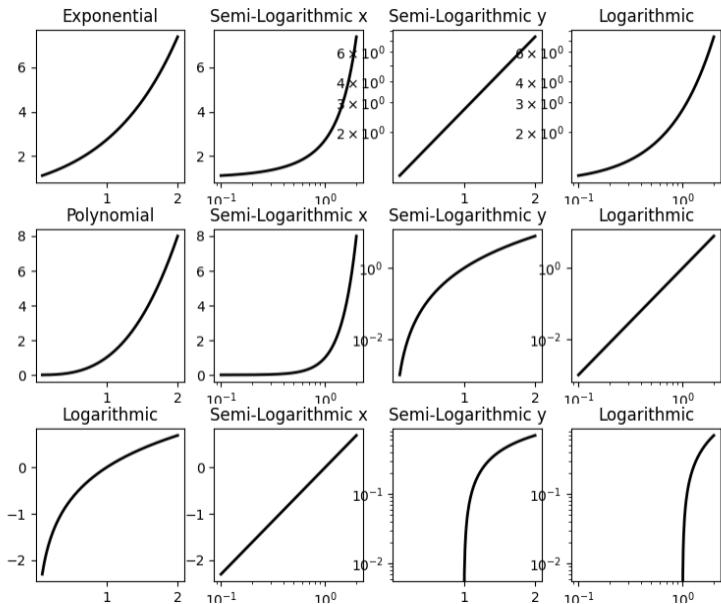 Exponential Semi-Logarithmic x Semi-Logarithmic y Logarithmic
6 6 6 × 10⁰ 6 × 10⁰
4 4 4 × 10⁰ 4 × 10⁰
3 × 10⁰ 3 × 10⁰
2 2 2 × 10⁰ 2 × 10⁰
1 2 10⁻¹ 10⁰ 1 2 10⁻¹ 10⁰
Polynomial Semi-Logarithmic x Semi-Logarithmic y Logarithmic
8 8
6 6 10⁰ 10⁰
4 4
2 2 10⁻² 10⁻²
0 0
1 2 10⁻¹ 10⁰ 1 2 10⁻¹ 10⁰
Logarithmic Semi-Logarithmic x Semi-Logarithmic y Logarithmic
0 0
−1 −1 10⁻¹ 10⁻¹
−2 −2 10⁻² 10⁻²
1 2 10⁻¹ 10⁰ 1 2 10⁻¹ 10⁰